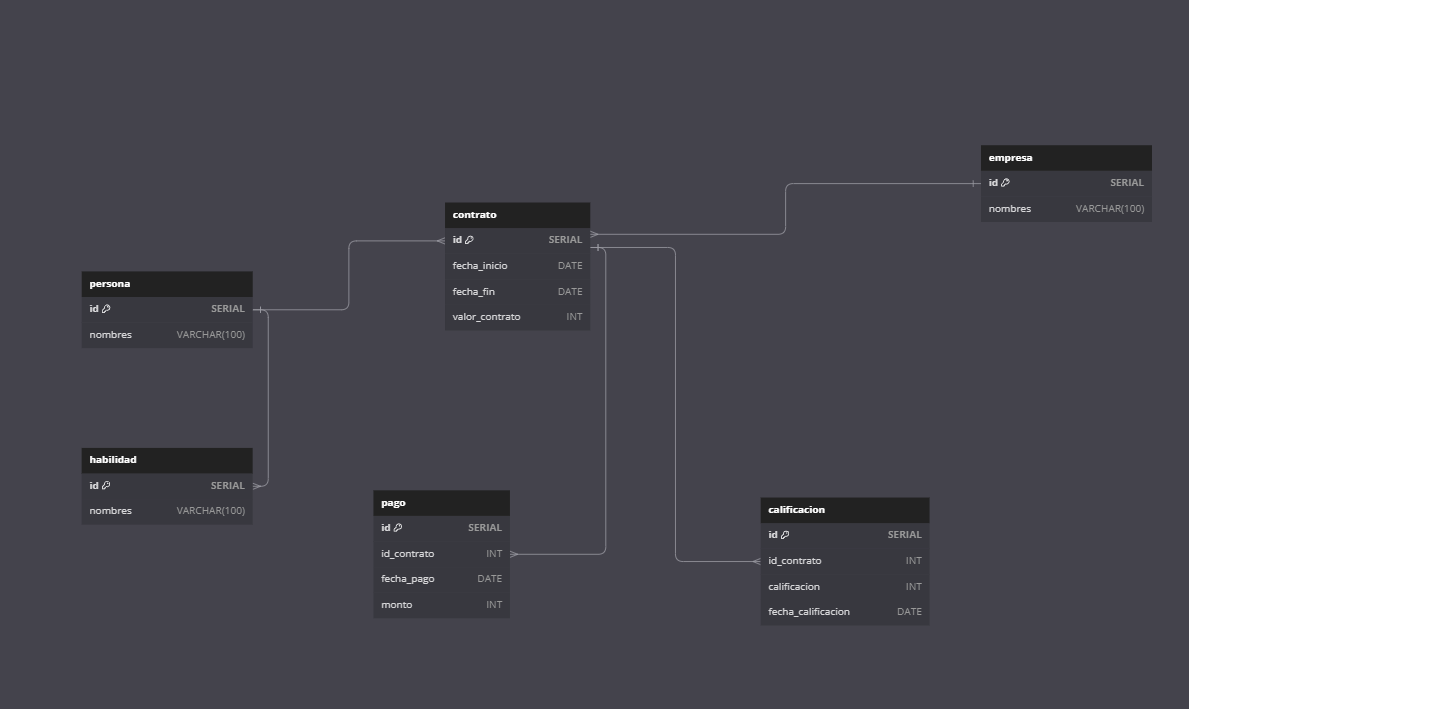 empresa
id SERIAL
nombres VARCHAR(100)
contrato
id SERIAL
fecha_inicio DATE
fecha_fin DATE
valor_contrato INT
persona
id SERIAL
nombres VARCHAR(100)
habilidad
id SERIAL
nombres VARCHAR(100)
pago
id SERIAL
id_contrato INT
fecha_pago DATE
monto INT
calificacion
id SERIAL
id_contrato INT
calificacion INT
fecha_calificacion DATE